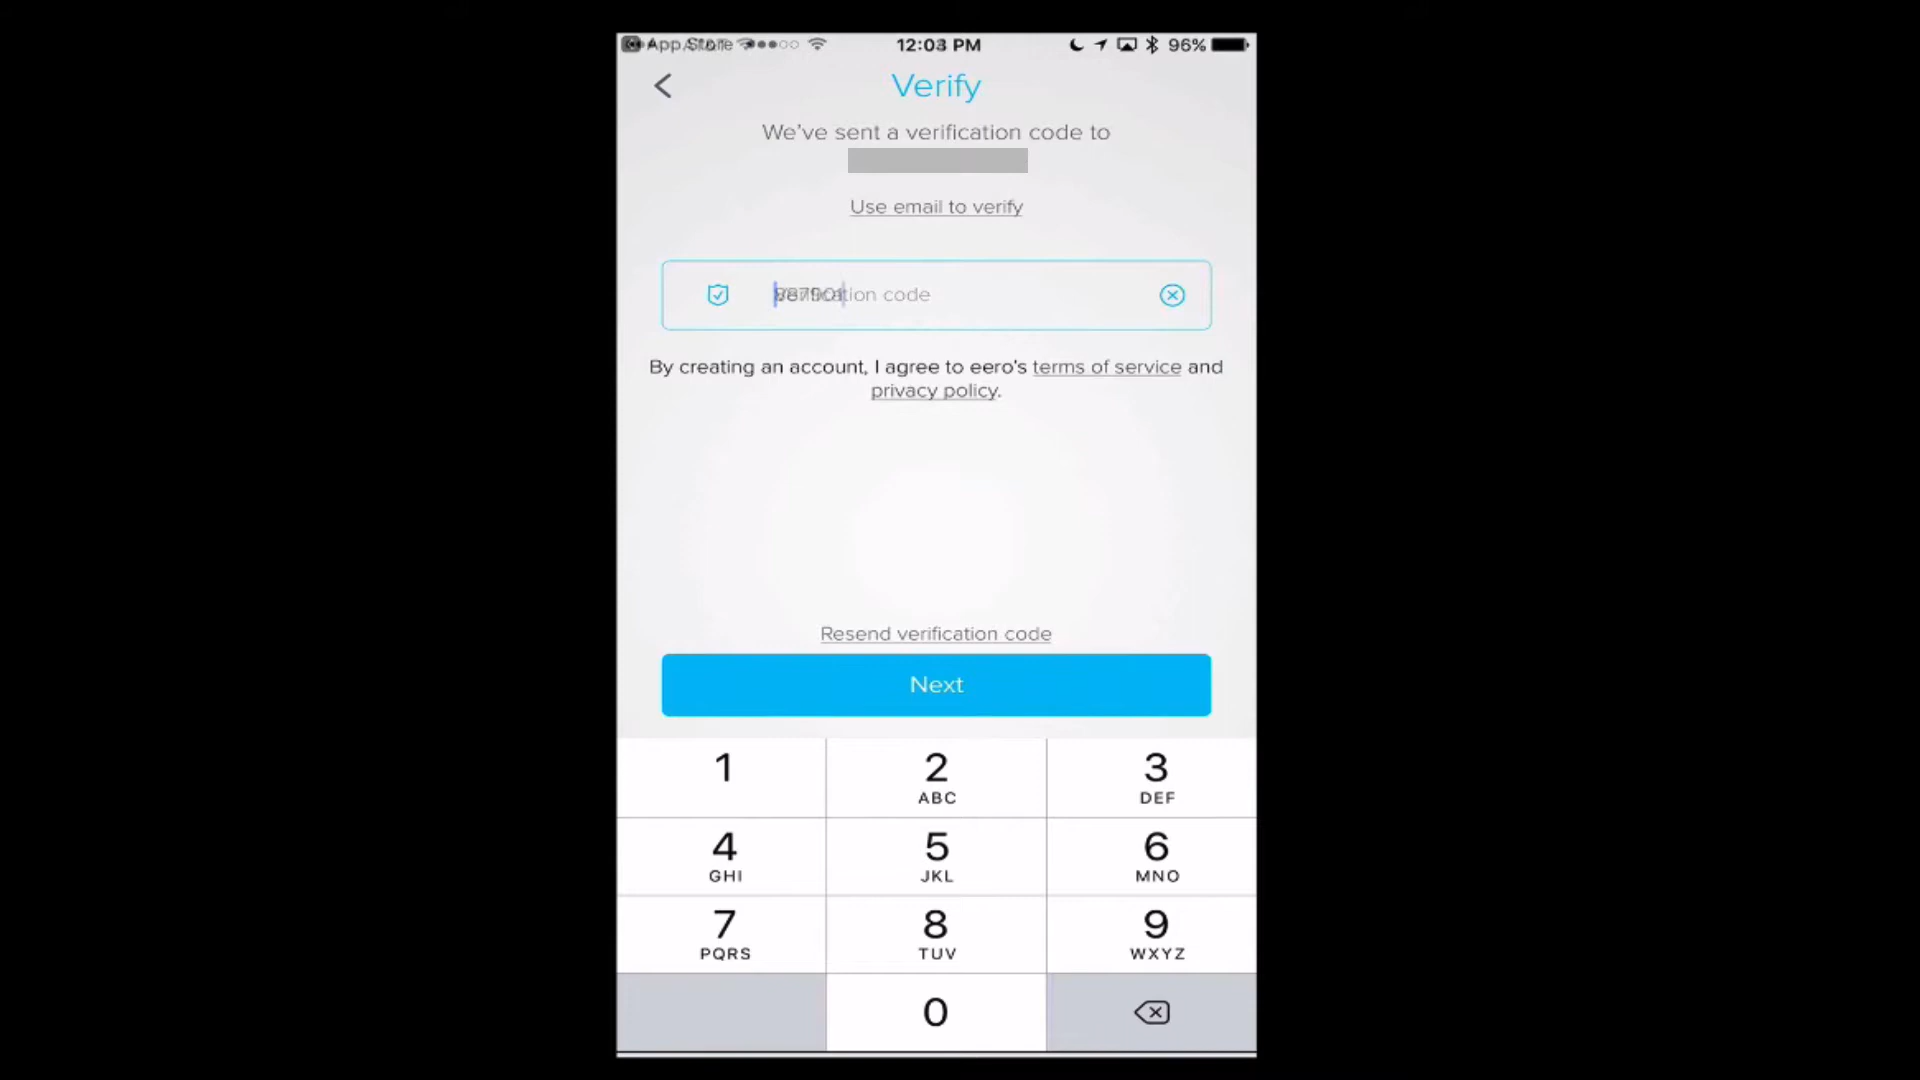 App Store
12:03 PM
96%
Verify
We've sent a verification code to
Use email to verify
code
By creating an account, I agree to eero's terms of service and
privacy policy.
Resend verification code
Next
1
2
ABC
3
DEF
4
GHI
5
JKL
6
MNO
7
PQRS
8
TUV
9
WXYZ
0